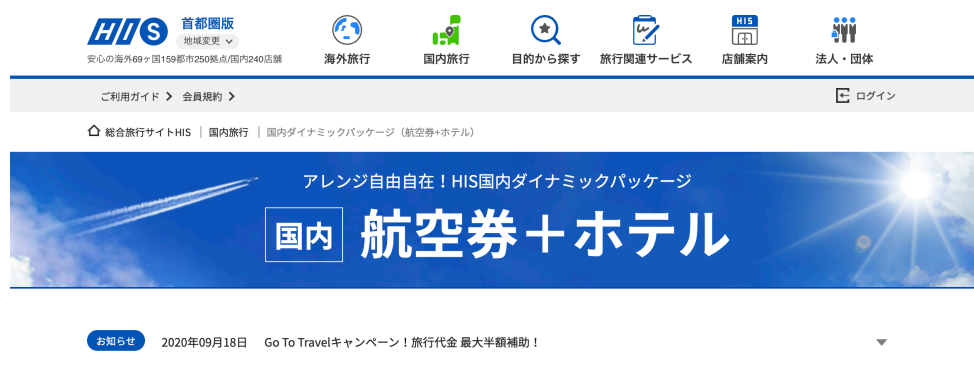 HIS 首都圏版
地域変更
安心の海外69ヶ国159都市250拠点/国内240店舗
海外旅行
国内旅行
目的から探す
旅行関連サービス
HIS
店舗案内
法人・団体
ご利用ガイド 会員規約
ログイン
総合旅行サイトHIS | 国内旅行 | 国内ダイナミックパッケージ（航空券+ホテル）
アレンジ自由自在！HIS国内ダイナミックパッケージ
国内 航空券＋ホテル
お知らせ 2020年09月18日 Go To Travelキャンペーン！旅行代金 最大半額補助！